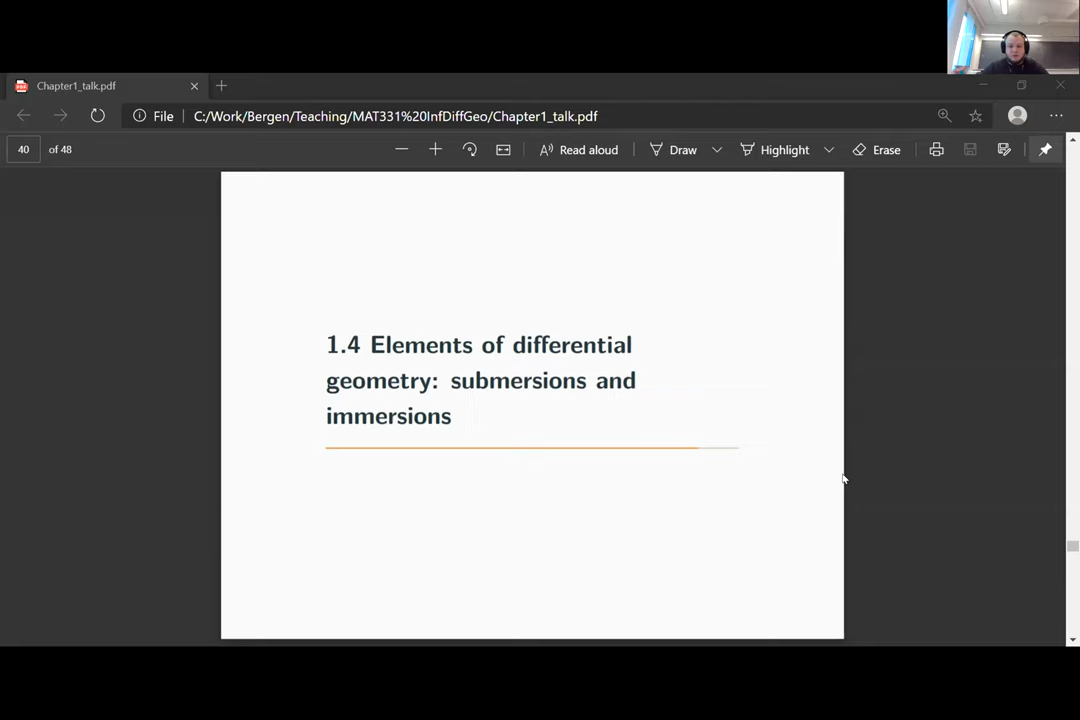 Chapter1_talk.pdf
File C:/Work/Bergen/Teaching/MAT331%20InfDiffGeo/Chapter1_talk.pdf
40 of 48 Read aloud Draw Highlight Erase
1.4 Elements of differential
geometry: submersions and
immersions